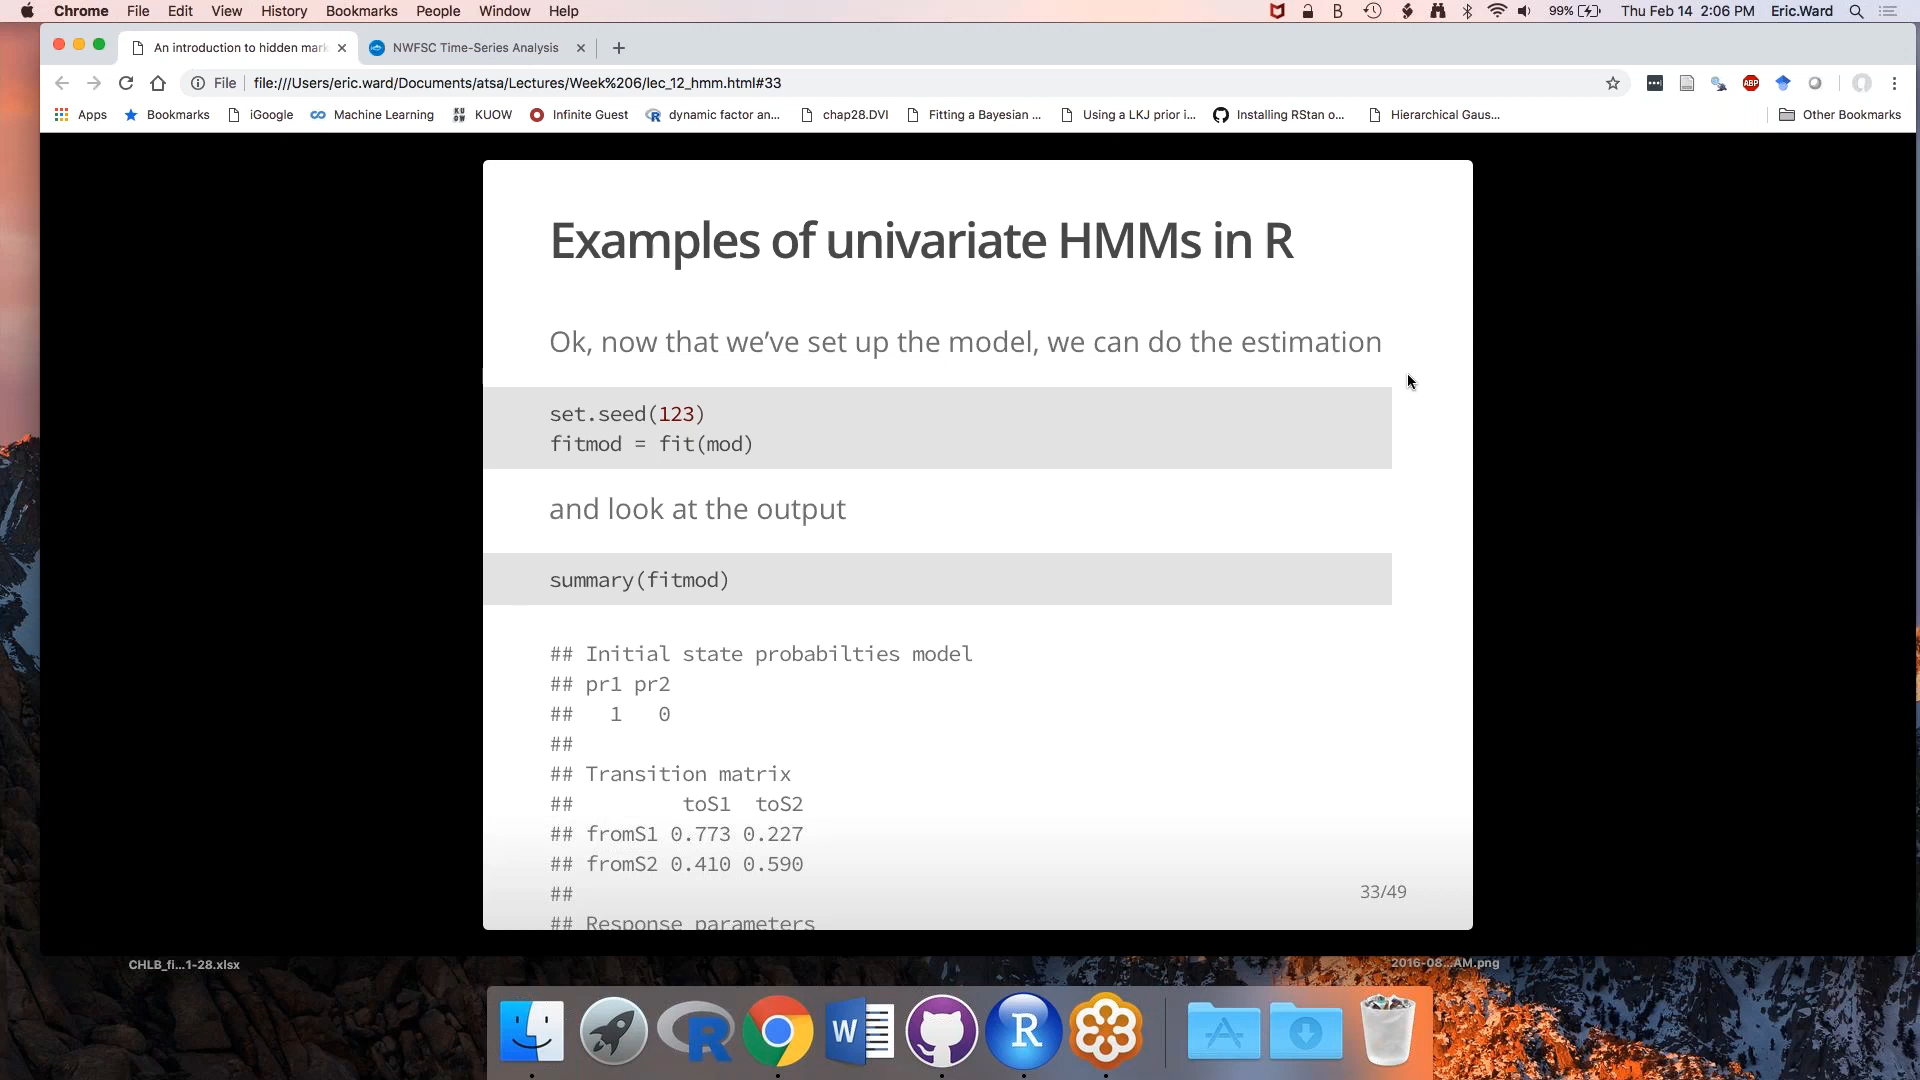 Chrome File Edit View History Bookmarks People Window Help 99% Thu Feb 14 2:06 PM Eric.Ward
An introduction to hidden mark NWFSC Time-Series Analysis
File file:///Users/eric.ward/Documents/atsa/Lectures/Week%206/lec_12_hmm.html#33 ABP
Apps Bookmarks iGoogle Machine Learning KUOW Infinite Guest dynamic factor an... chap28.DVI Fitting a Bayesian ... Using a LKJ prior i... Installing RStan o... Hierarchical Gaus... Other Bookmarks
Examples of univariate HMMs in R
Ok, now that we've set up the model, we can do the estimation
set.seed(123)
fitmod = fit(mod)
and look at the output
summary(fitmod)
## Initial state probabilties model
## pr1 pr2
## 1 0
##
## Transition matrix
## toS1 toS2
## fromS1 0.773 0.227
## fromS2 0.410 0.590
##
33/49
## Response parameters
CHLB_fi...1-28.xlsx 2016-08...AM.png
R W R